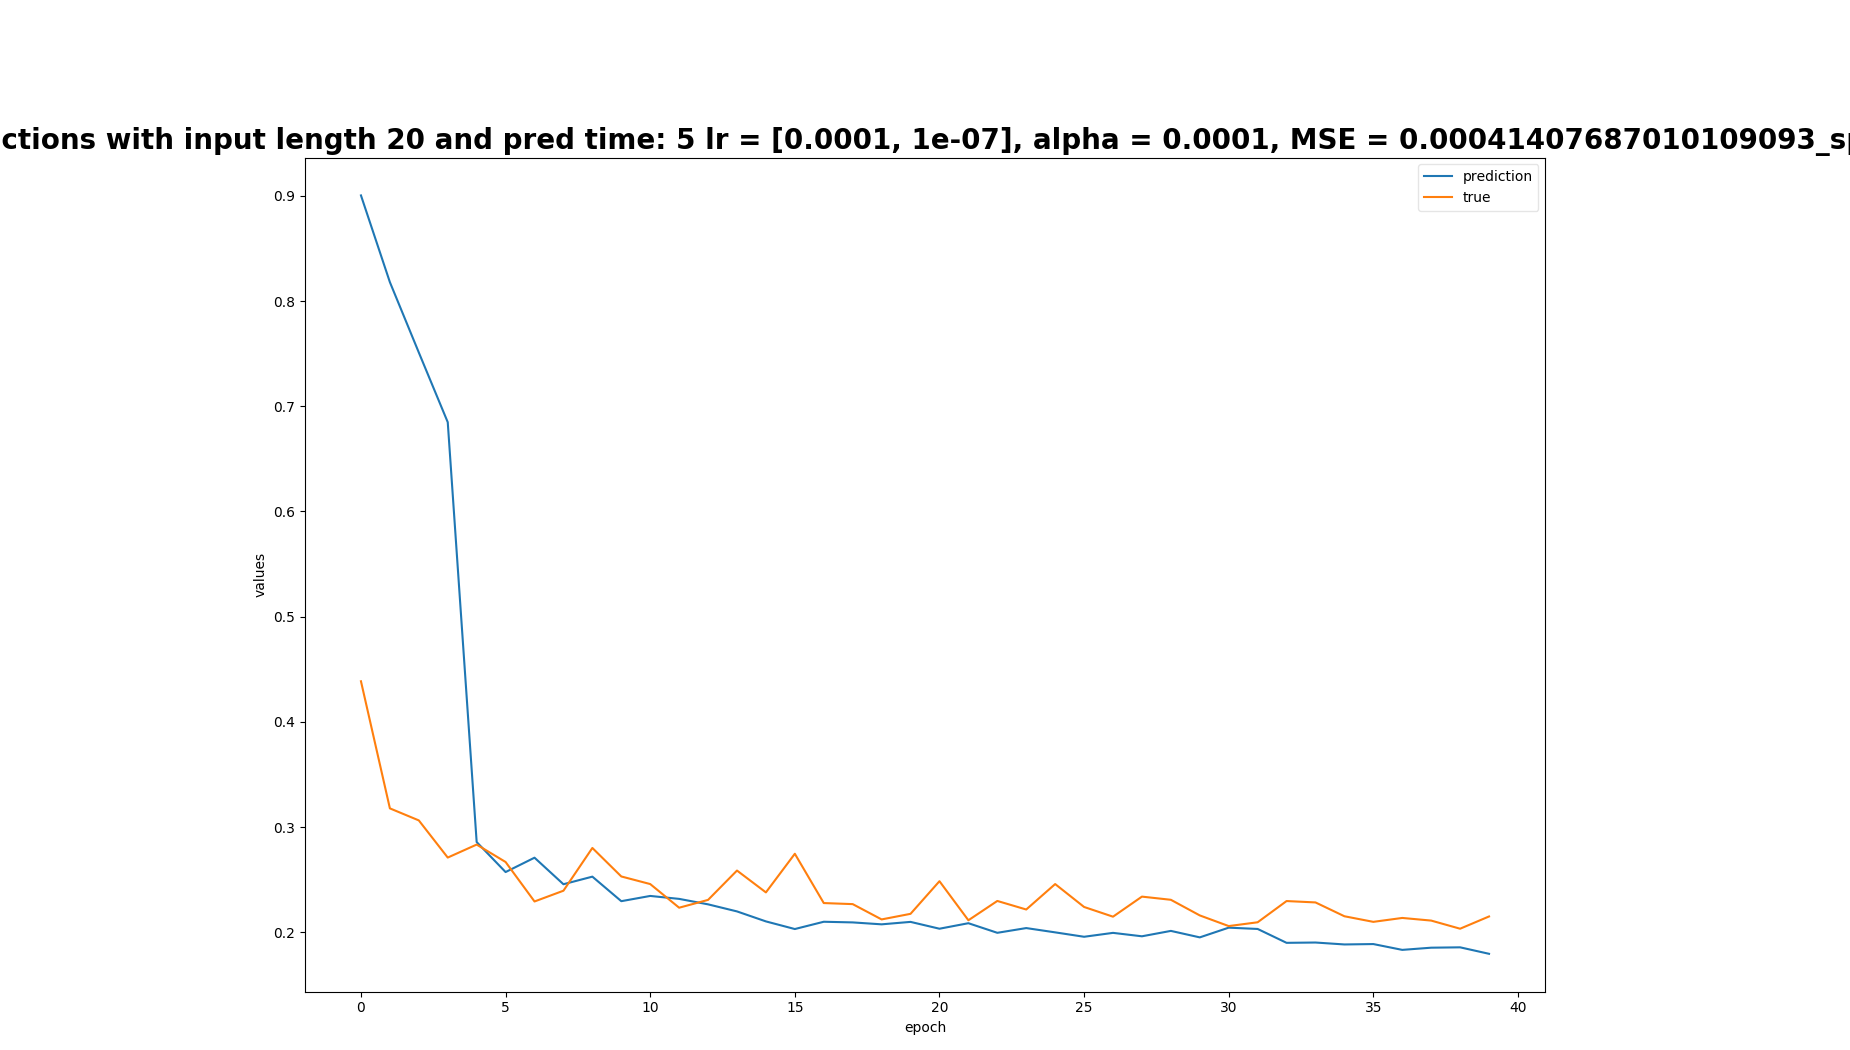 ctions with input length 20 and pred time: 5 lr = [0.0001, 1e-07], alpha = 0.0001, MSE = 0.00041407687010109093_sp
prediction
true
0.9
0.8
0.7
0.6
0.5
0.4
0.3
0.2
values
0 5 10 15 20 25 30 35 40
epoch